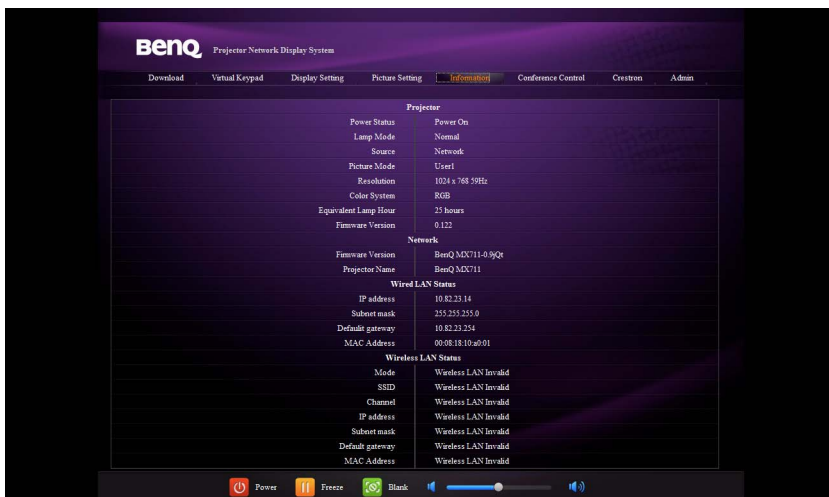 BenQ Projector Network Display System
Download Virtual Keypad Display Setting Picture Setting Information Conference Control Crestron Admin
Projector
Power Status Power On
Lamp Mode Normal
Source Network
Picture Mode User1
Resolution 1024 x 768 59Hz
Color System RGB
Equivalent Lamp Hour 25 hours
Firmware Version 0.122
Network
Firmware Version BenQ MX711-0.9jQt
Projector Name BenQ MX711
Wired LAN Status
IP address 10.82.23.14
Subnet mask 255.255.255.0
Defaulit gateway 10.82.23.254
MAC Address 00:08:18:10:a0:01
Wireless LAN Status
Mode Wireless LAN Invalid
SSID Wireless LAN Invalid
Channel Wireless LAN Invalid
IP address Wireless LAN Invalid
Subnet mask Wireless LAN Invalid
Default gateway Wireless LAN Invalid
MAC Address Wireless LAN Invalid
Power Freeze Blank